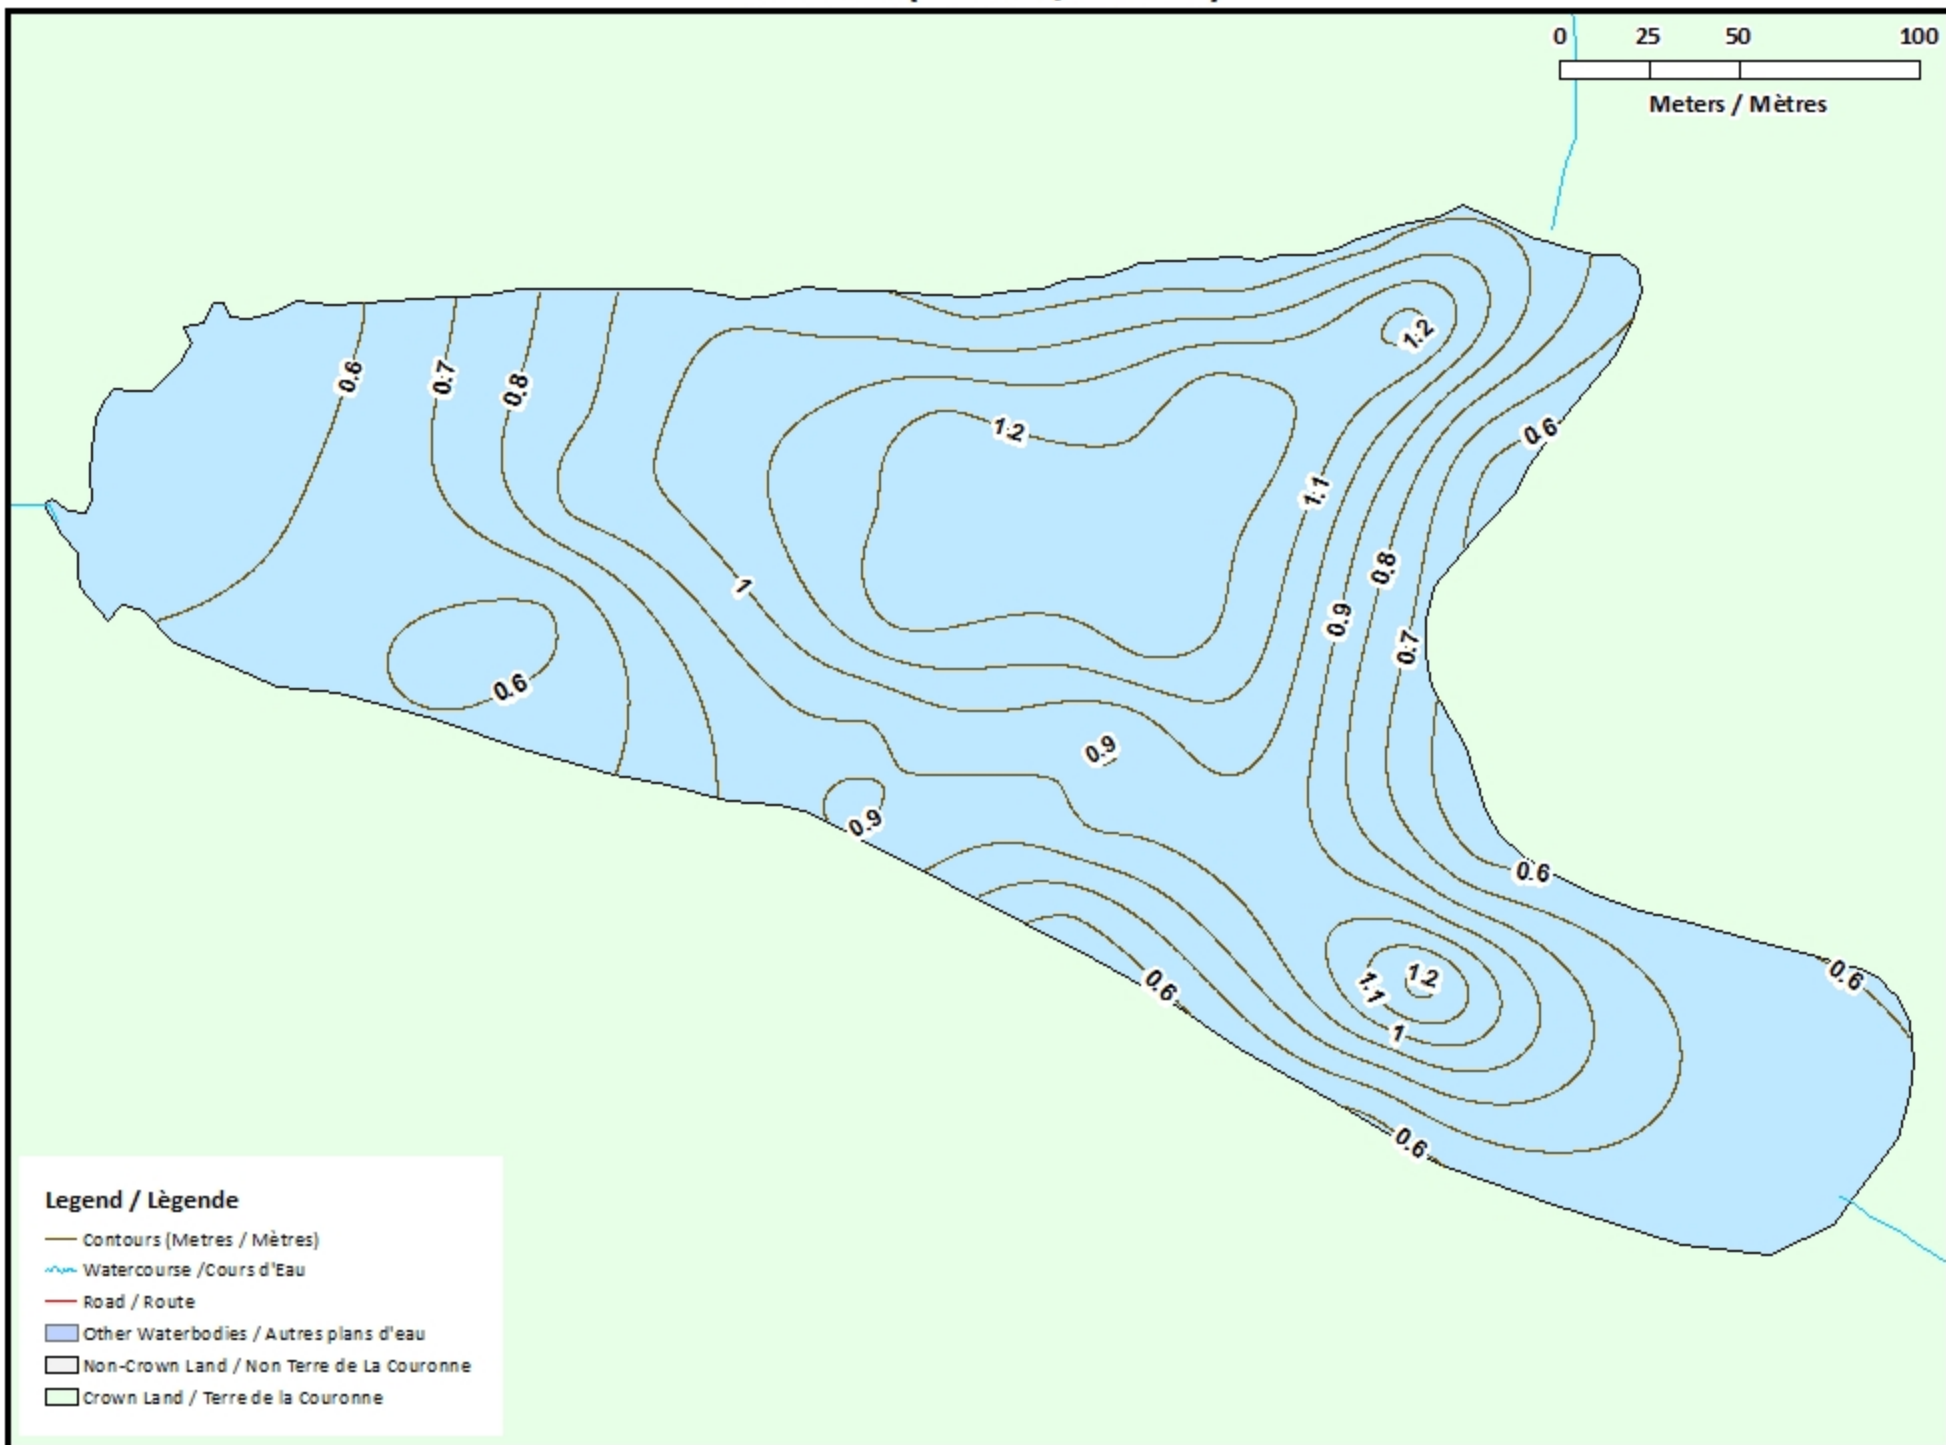 0 25 50 100
Meters / Mètres
0.6
0.7
0.8
1.2
1.2
0.6
1.1
1
0.8
0.9
0.7
0.6
0.9
0.9
0.6
0.6
1.2
1.1
1
0.6
0.6
Legend / Lègende
Contours (Metres / Mètres)
Watercourse /Cours d'Eau
Road / Route
Other Waterbodies / Autres plans d'eau
Non-Crown Land / Non Terre de La Couronne
Crown Land / Terre de la Couronne